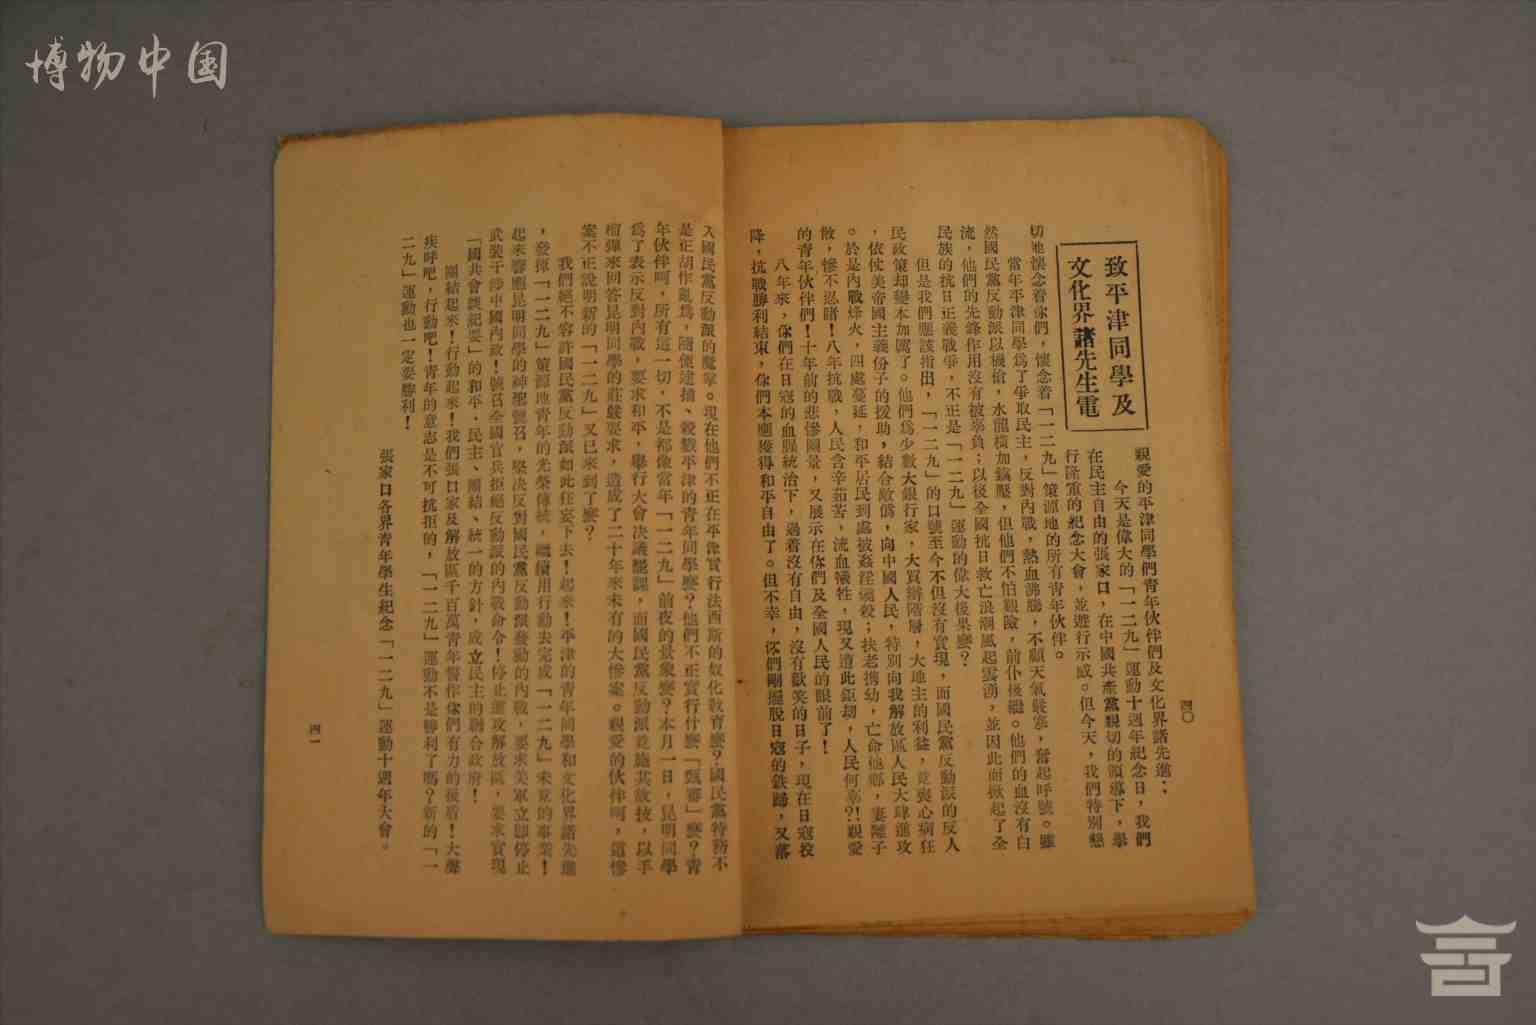 博物中国
致平津同學及
文化界諸先生電
親愛的平津同學們青年伙伴們及文化界諸先進：
今天是偉大的「一二九」運動十週年紀念日，我們
在民主自由的張家口，在中國共產黨親切的領導下，舉
行隆重的紀念大會，並遊行示威。但今天，我們特別懇
切地懷念着你們，懷念着「一二九」策源地的所有青年伙伴。
當年平津同學爲了爭取民主，反對內戰，熱血沸騰，不顧天氣嚴寒，奮起呼號。雖
然國民黨反動派以機槍，水龍橫加鎮壓，但他們不怕艱險，前仆後繼。他們的血沒有白
流，他們的先鋒作用沒有被辜負；以後全國抗日救亡浪潮風起雲湧，並因此而掀起了全
民族的抗日正義戰爭，不正是「一二九」運動的偉大後果麼？
但是我們應該指出，「一二九」的口號至今不但沒有實現，而國民黨反動派的反人
民政策却變本加厲了。他們爲少數大銀行家，大買辦階層，大地主的利益，竟喪心病狂
，依仗美帝國主義份子的援助，結合敵僞，向中國人民，特別向我解放區人民大肆進攻
。於是內戰烽火，四處蔓延，和平居民到處被姦淫虐殺；扶老携幼，亡命他鄉，妻離子
散，慘不忍睹！八年抗戰，人民含辛茹苦，流血犧牲，現又遭此鉅刼，人民何辜？！親愛
的青年伙伴們！十年前的悲慘圖景，又展示在你們及全國人民的眼前了！
八年來，你們在日寇的血腥統治下，過着沒有自由，沒有歡笑的日子，現在日寇投
降，抗戰勝利結束，你們本應獲得和平自由了。但不幸，你們剛擺脫日寇的鉄蹄，又落
四〇
入國民黨反動派的魔掌。現在他們不正在平津實行法西斯的奴化教育麼？國民黨特務不
是正胡作亂爲，隨便逮捕、殺戮平津的青年同學麼？他們不正實行什麼「甄審」麼？青
年伙伴呵，所有這一切，不是都像當年「一二九」前夜的景象麼？本月一日，昆明同學
爲了表示反對內戰，要求和平，舉行大會决議罷課，而國民黨反動派竟施其故技，以手
榴彈來回答昆明同學的莊嚴要求，造成了二十年來未有的大慘案。親愛的伙伴呵，這慘
案不正說明新的「一二九」又已來到了麼？
我們絕不容許國民黨反動派如此狂妄下去！起來！平津的青年同學和文化界諸先進
，發揮「一二九」策源地青年的光榮傳統，繼續用行動去完成「一二九」未竟的事業！
起來響應昆明同學的神聖號召，堅决反對國民黨反動派發動的內戰，要求美軍立即停止
武裝干涉中國內政！號召全國官兵拒絕反動派的內戰命令！停止進攻解放區，要求實現
「國共會談紀要」的和平．民主、團結、統一的方針，成立民主的聯合政府！
團結起來！行動起來！我們張口家及解放區千百萬青年誓作你們有力的後盾！大聲
疾呼吧，行動吧！青年的意志是不可抗拒的，「一二九」運動不是勝利了嗎？新的「一
二九」運動也一定要勝利！
張家口各界青年學生紀念「一二九」運動十週年大會。
四一